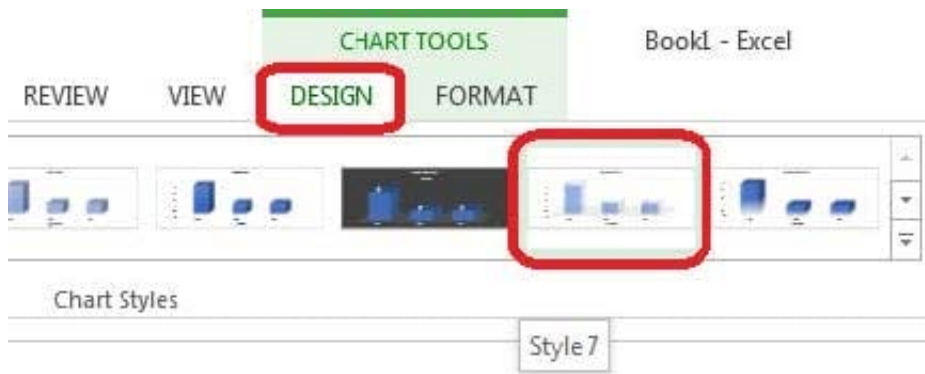 CHART TOOLS
Book1 - Excel
REVIEW
VIEW
DESIGN
FORMAT
Chart Styles
Style 7